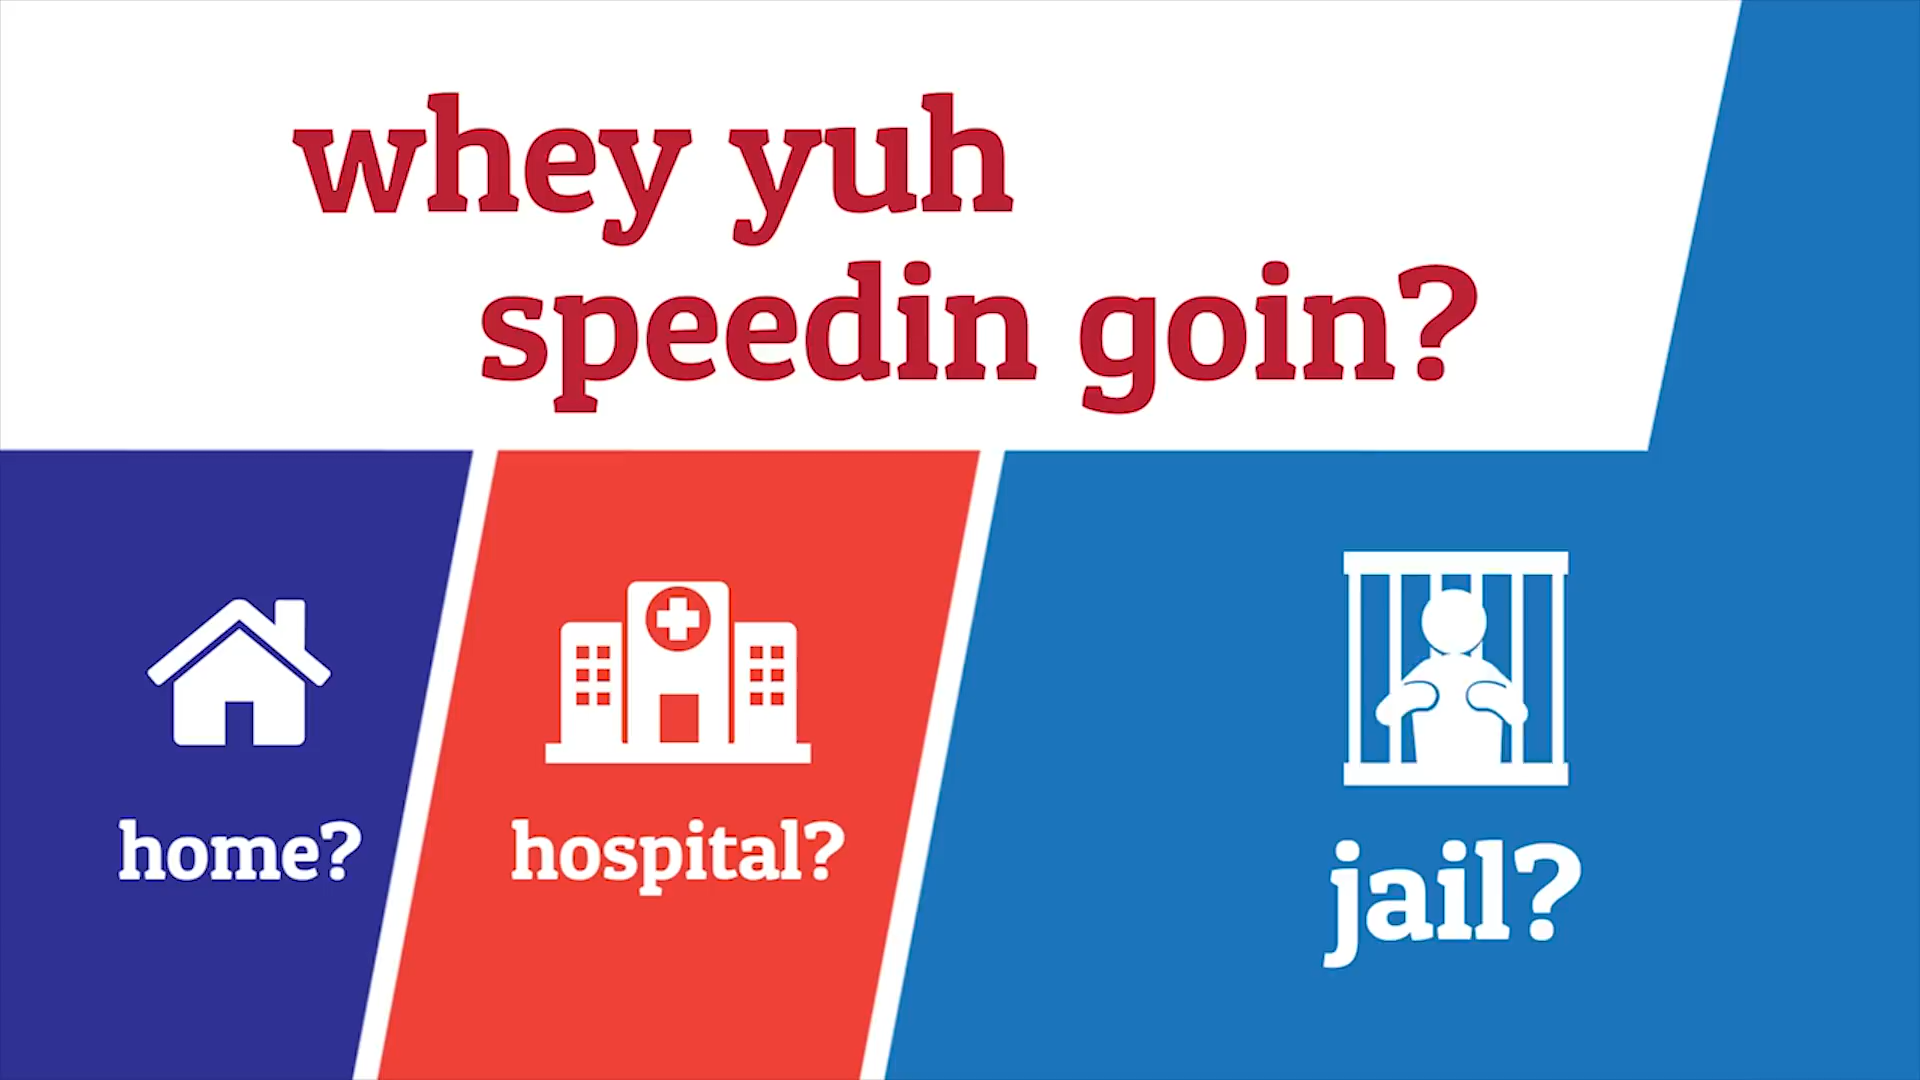 whey yuh
speedin goin?
home?
hospital?
jail?